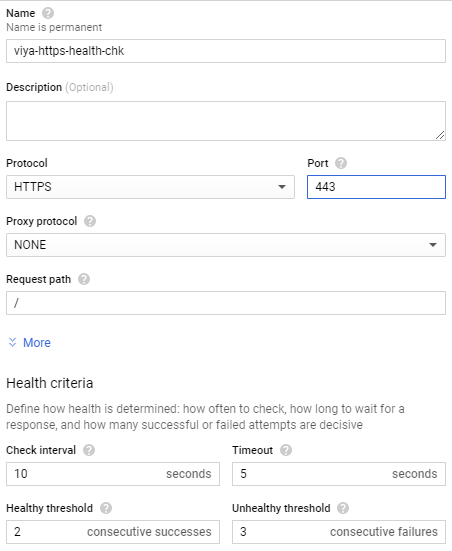 Name
Name is permanent
viya-https-health-chk
Description (Optional)
Protocol Port
HTTPS 443
Proxy protocol
NONE
Request path
/
More
Health criteria
Define how health is determined: how often to check, how long to wait for a
response, and how many successful or failed attempts are decisive
Check interval Timeout
10 seconds 5 seconds
Healthy threshold Unhealthy threshold
2 consecutive successes 3 consecutive failures